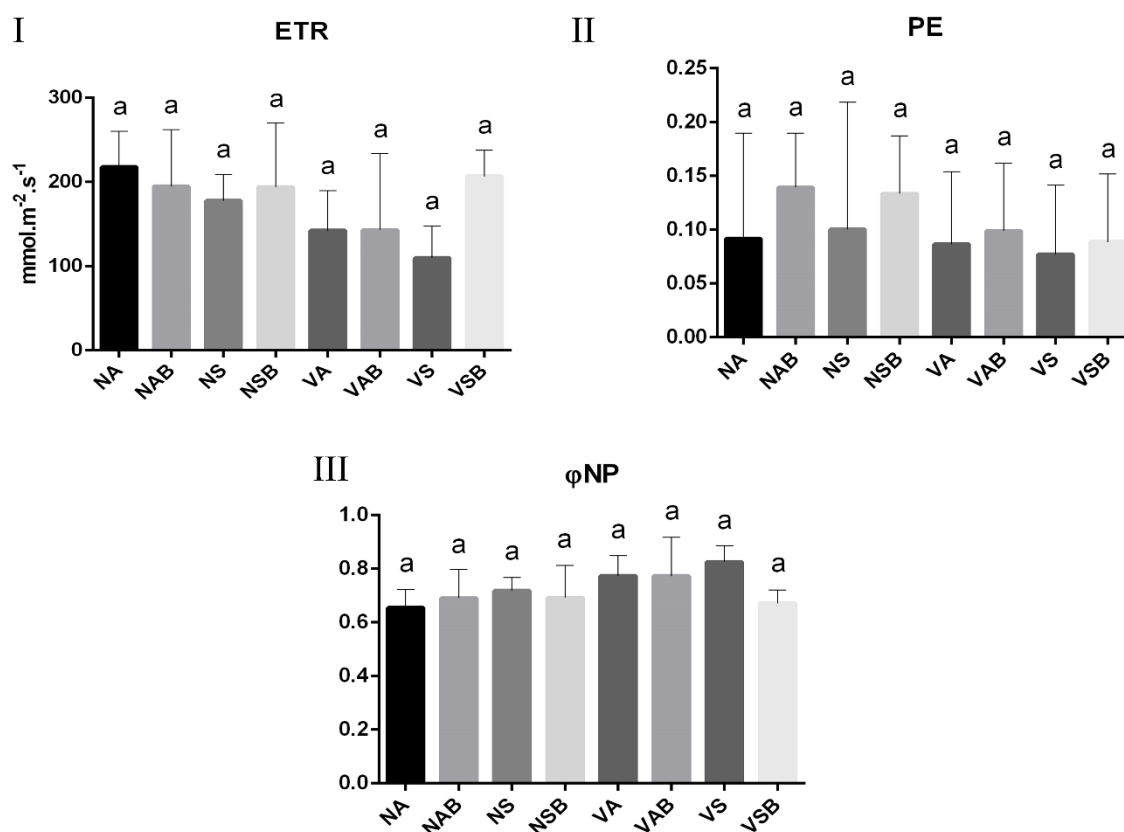 I
ETR
mmol.m⁻².s⁻¹
300
200
100
0
a a a a a a a a
NA NAB NS NSB VA VAB VS VSB
II
PE
0.25
0.20
0.15
0.10
0.05
0.00
a a a a a a a a
NA NAB NS NSB VA VAB VS VSB
III
φNP
1.0
0.8
0.6
0.4
0.2
0.0
a a a a a a a a
NA NAB NS NSB VA VAB VS VSB